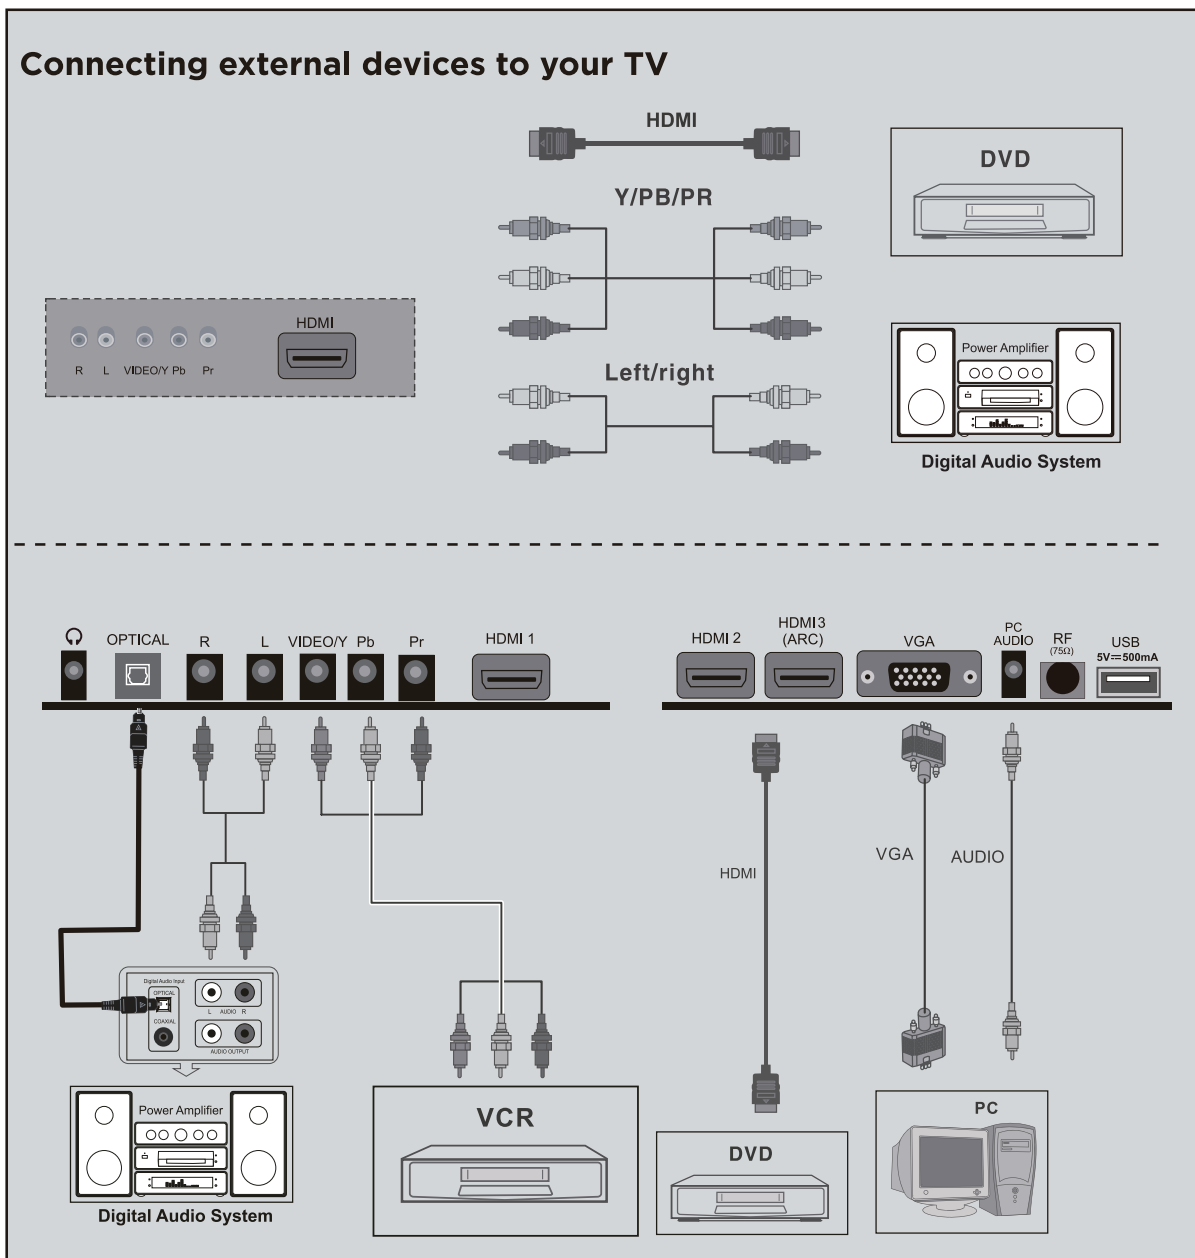 Connecting external devices to your TV
HDMI
DVD
Y/PB/PR
HDMI
R L VIDEO/Y Pb Pr
Left/right
Power Amplifier
Digital Audio System
OPTICAL R L VIDEO/Y Pb Pr HDMI 1
HDMI 2 HDMI3 (ARC) VGA PC AUDIO RF (75Ω) USB
5V⎓500mA
VGA AUDIO
HDMI
Digital Audio Input
OPTICAL
L AUDIO R
COAXIAL
AUDIO OUTPUT
Power Amplifier
Digital Audio System
VCR
DVD
PC